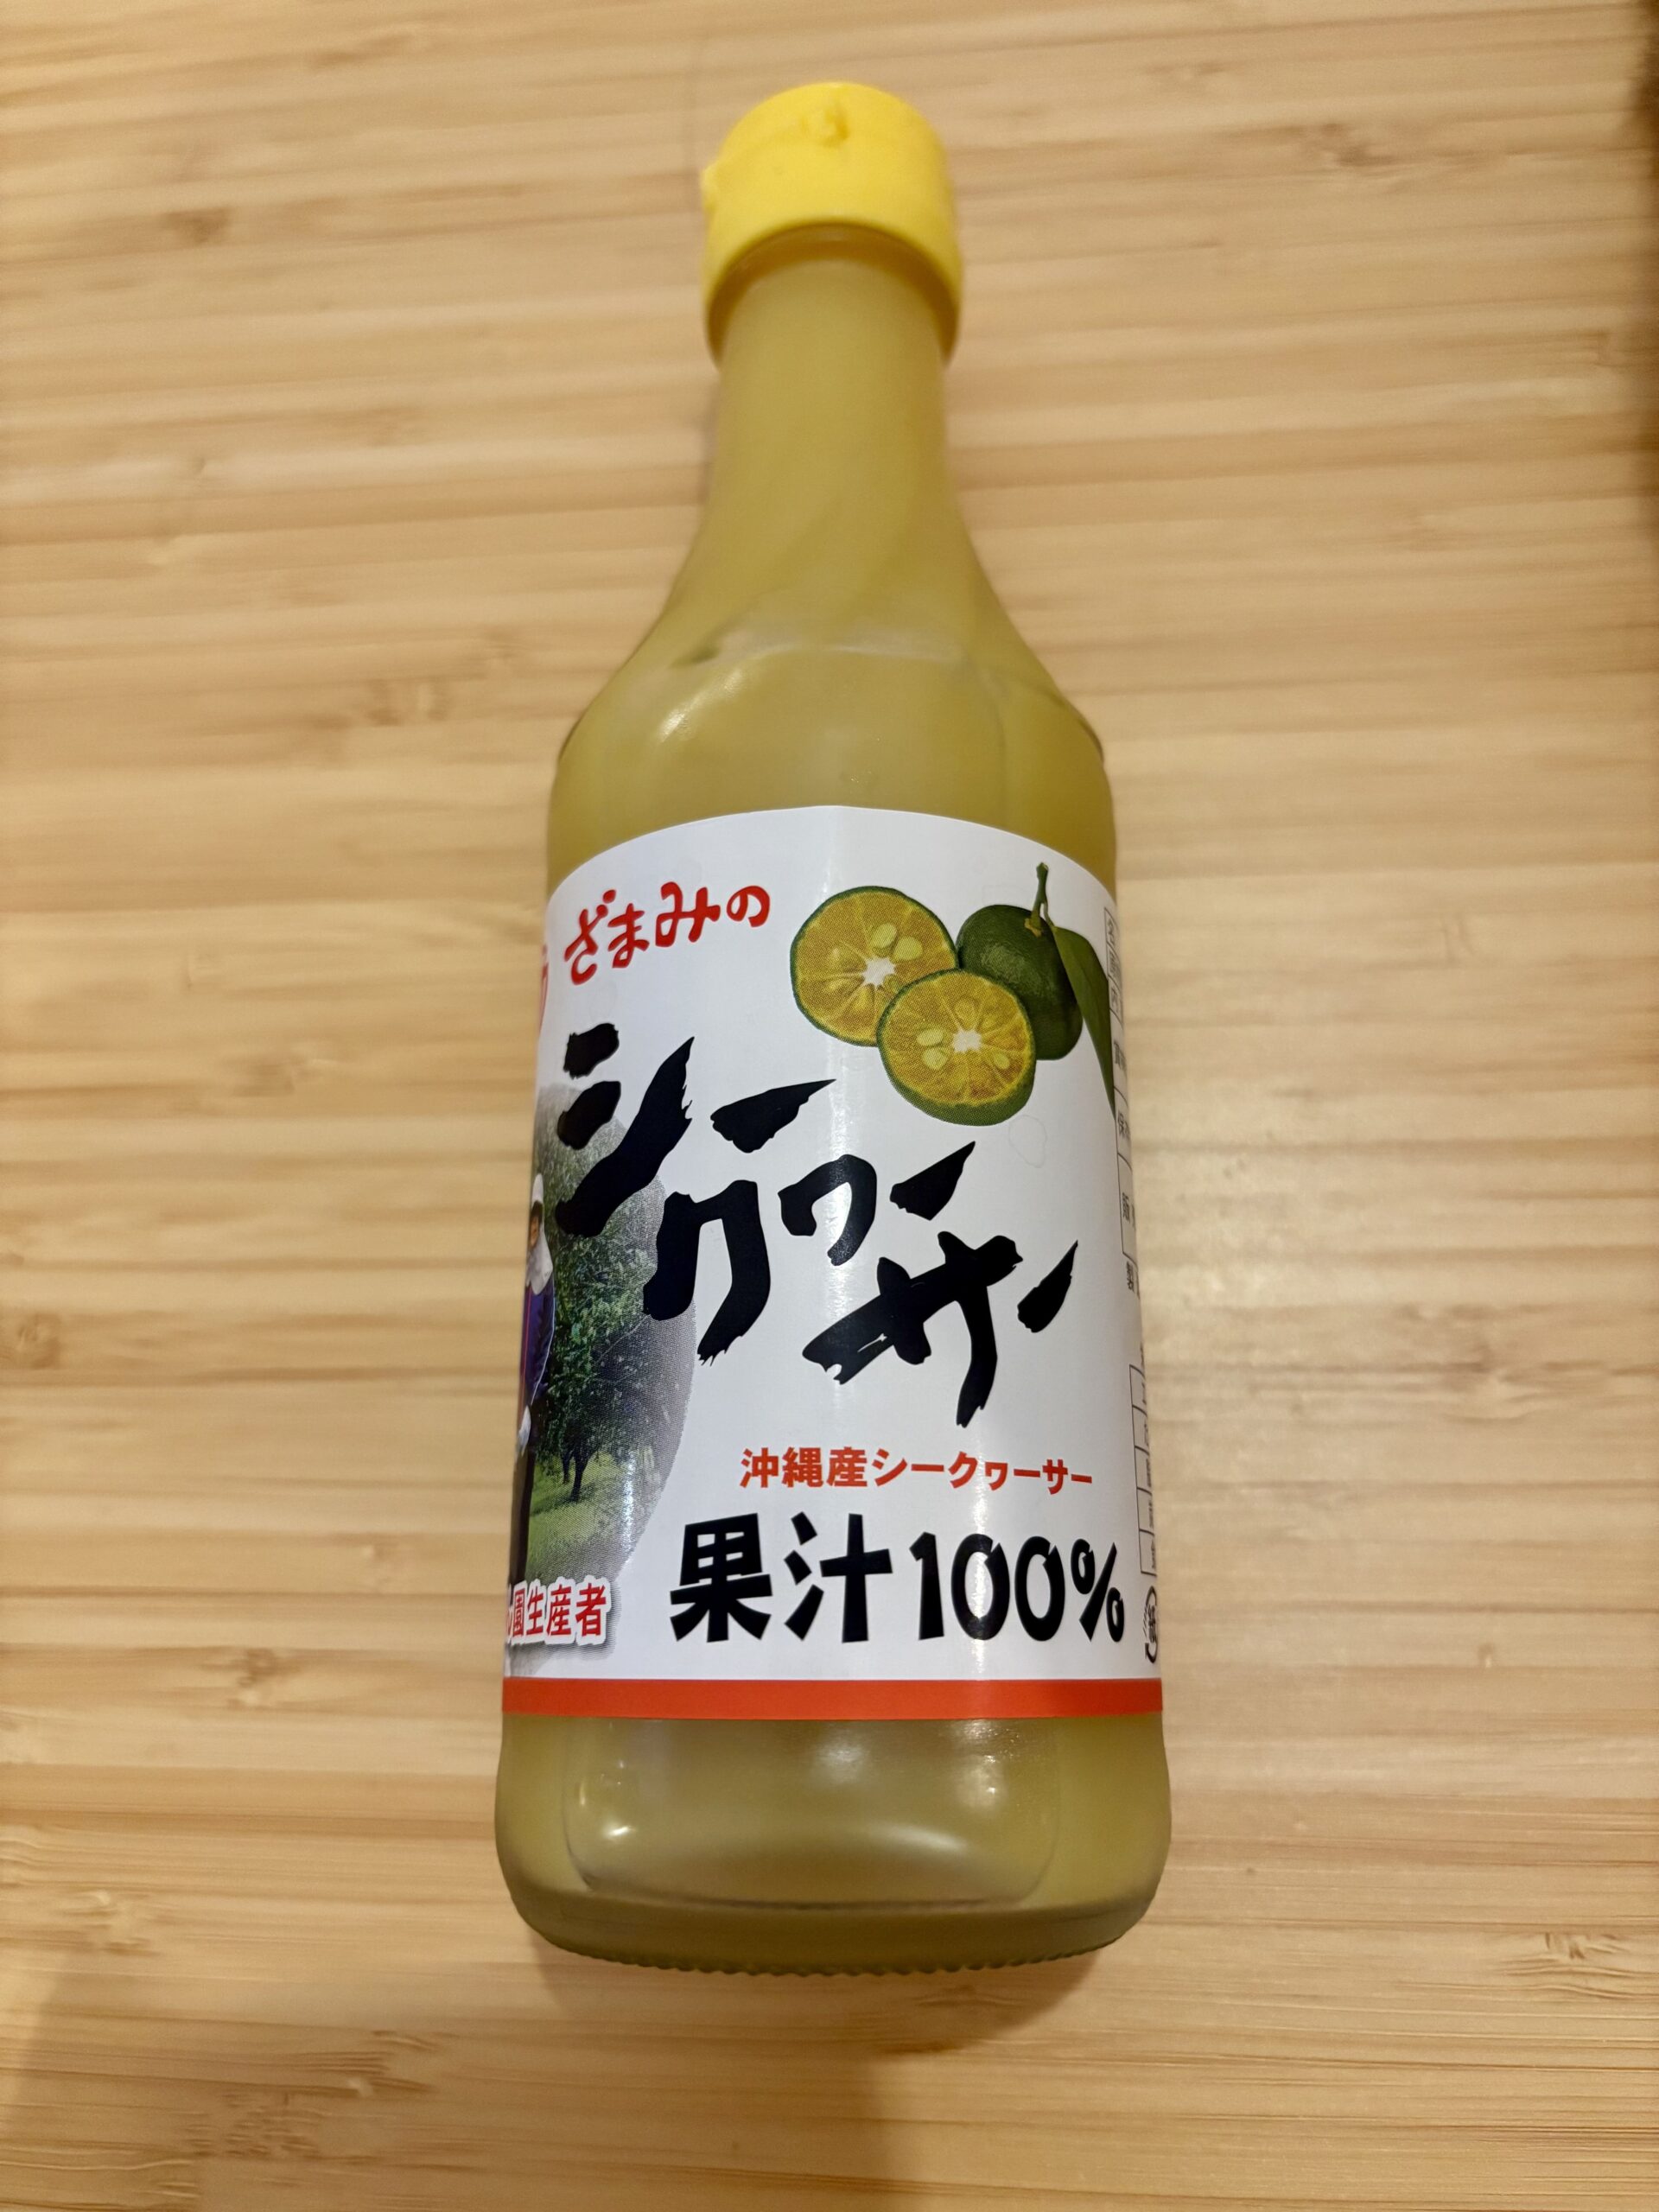 ざまみの
シークヮーサー
沖縄産シークヮーサー
果汁100%
園生産者